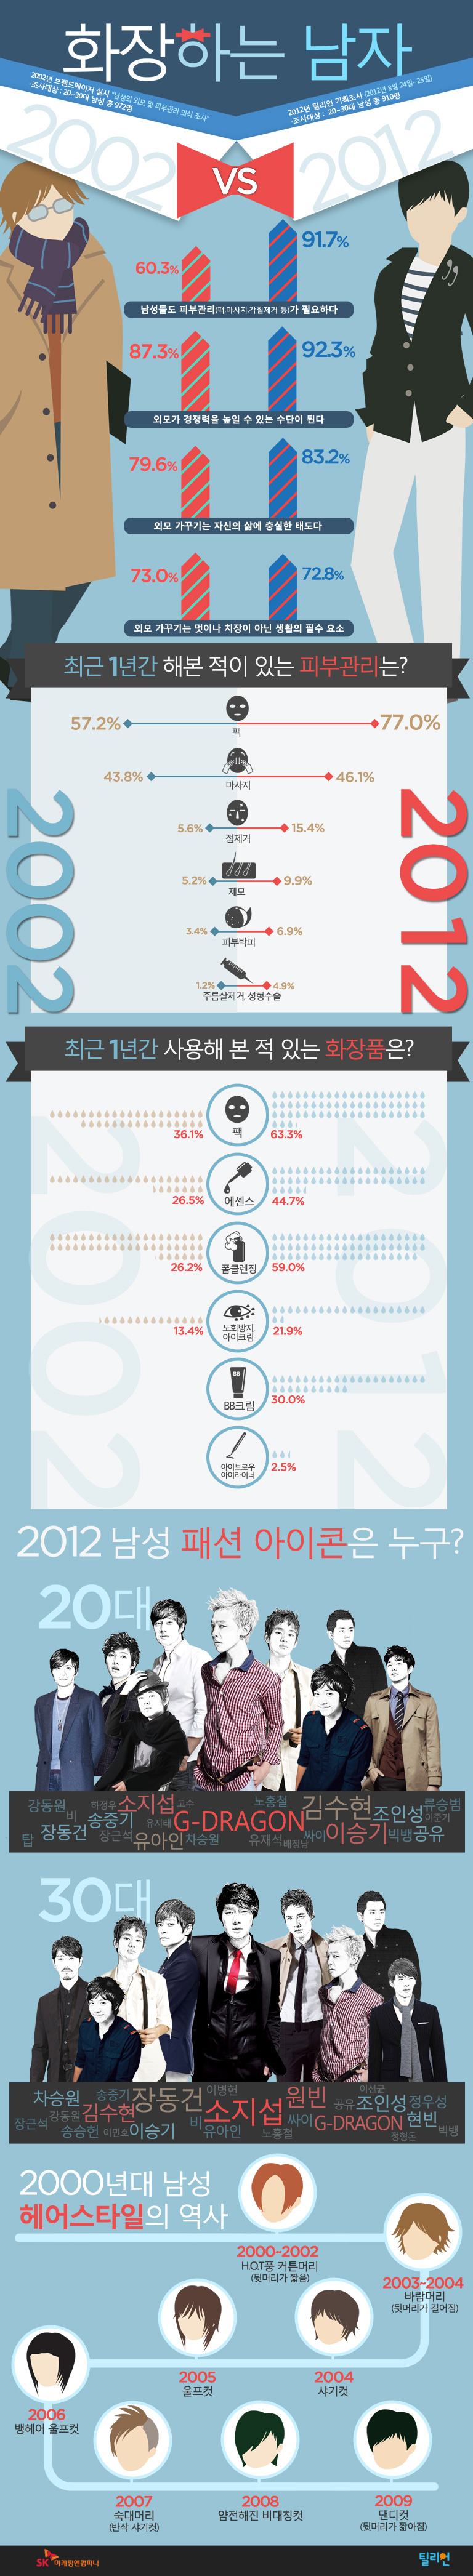 화장하는 남자
2002년 브랜드메이저 실시 "남성의 외모 및 피부관리 의식 조사"
-조사대상 : 20~30대 남성 총 972명
2012년 틸리언 기획조사 (2012년 8월 24일~25일)
-조사대상 : 20~30대 남성 총 910명
2002
VS
2012
60.3%
91.7%
남성들도 피부관리(팩,마사지,각질제거 등)가 필요하다
87.3%
92.3%
외모가 경쟁력을 높일 수 있는 수단이 된다
79.6%
83.2%
외모 가꾸기는 자신의 삶에 충실한 태도다
73.0%
72.8%
외모 가꾸기는 멋이나 치장이 아닌 생활의 필수 요소
최근 1년간 해본 적이 있는 피부관리는?
2002
2012
57.2%
77.0%
팩
43.8%
46.1%
마사지
5.6%
15.4%
점제거
5.2%
9.9%
제모
3.4%
6.9%
피부박피
1.2%
4.9%
주름살제거, 성형수술
최근 1년간 사용해 본 적 있는 화장품은?
2002
2012
팩
36.1%
63.3%
에센스
26.5%
44.7%
폼클렌징
26.2%
59.0%
노화방지,
아이크림
13.4%
21.9%
BB
BB크림
30.0%
아이브로우
아이라이너
2.5%
2012 남성 패션 아이콘은 누구?
20대
강동원 하정우 소지섭 고수 노홍철 김수현 조인성 류승범
비 송중기 유지태 G-DRAGON 이준기
탑 장동건 장근석 유아인 차승원 유재석 배정남 싸이 이승기 빅뱅 공유
30대
차승원 송중기 장동건 이병헌 원빈 공유 조인성 이선균 정우성
장근석 강동원 김수현 비 소지섭 싸이 G-DRAGON 현빈
송승헌 이민호 이승기 유아인 노홍철 정형돈 빅뱅
2000년대 남성
헤어스타일의 역사
2000-2002
H.O.T풍 커튼머리
(뒷머리가 짧음)
2003-2004
바람머리
(뒷머리가 길어짐)
2004
샤기컷
2005
울프컷
2006
뱅헤어 울프컷
2007
숙대머리
(반삭 샤기컷)
2008
얌전해진 비대칭컷
2009
댄디컷
(뒷머리가 짧아짐)
SK 마케팅앤컴퍼니
틸리언